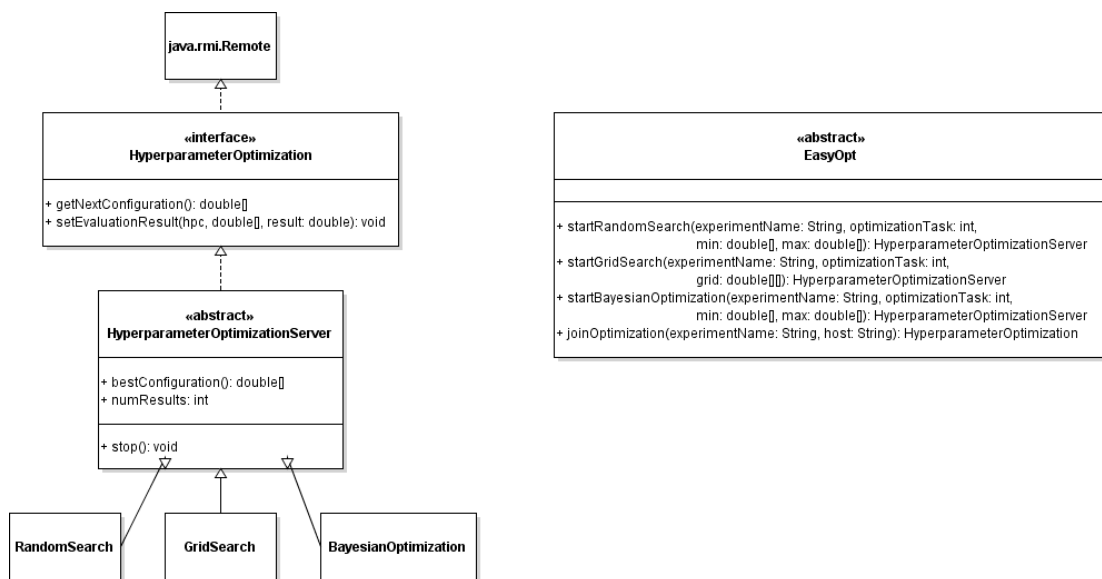 java.rmi.Remote
«interface»
HyperparameterOptimization
+ getNextConfiguration(): double[]
+ setEvaluationResult(hpc, double[], result: double): void
«abstract»
HyperparameterOptimizationServer
+ bestConfiguration(): double[]
+ numResults: int
+ stop(): void
RandomSearch
GridSearch
BayesianOptimization
«abstract»
EasyOpt
+ startRandomSearch(experimentName: String, optimizationTask: int,
min: double[], max: double[]): HyperparameterOptimizationServer
+ startGridSearch(experimentName: String, optimizationTask: int,
grid: double[][]): HyperparameterOptimizationServer
+ startBayesianOptimization(experimentName: String, optimizationTask: int,
min: double[], max: double[]): HyperparameterOptimizationServer
+ joinOptimization(experimentName: String, host: String): HyperparameterOptimization